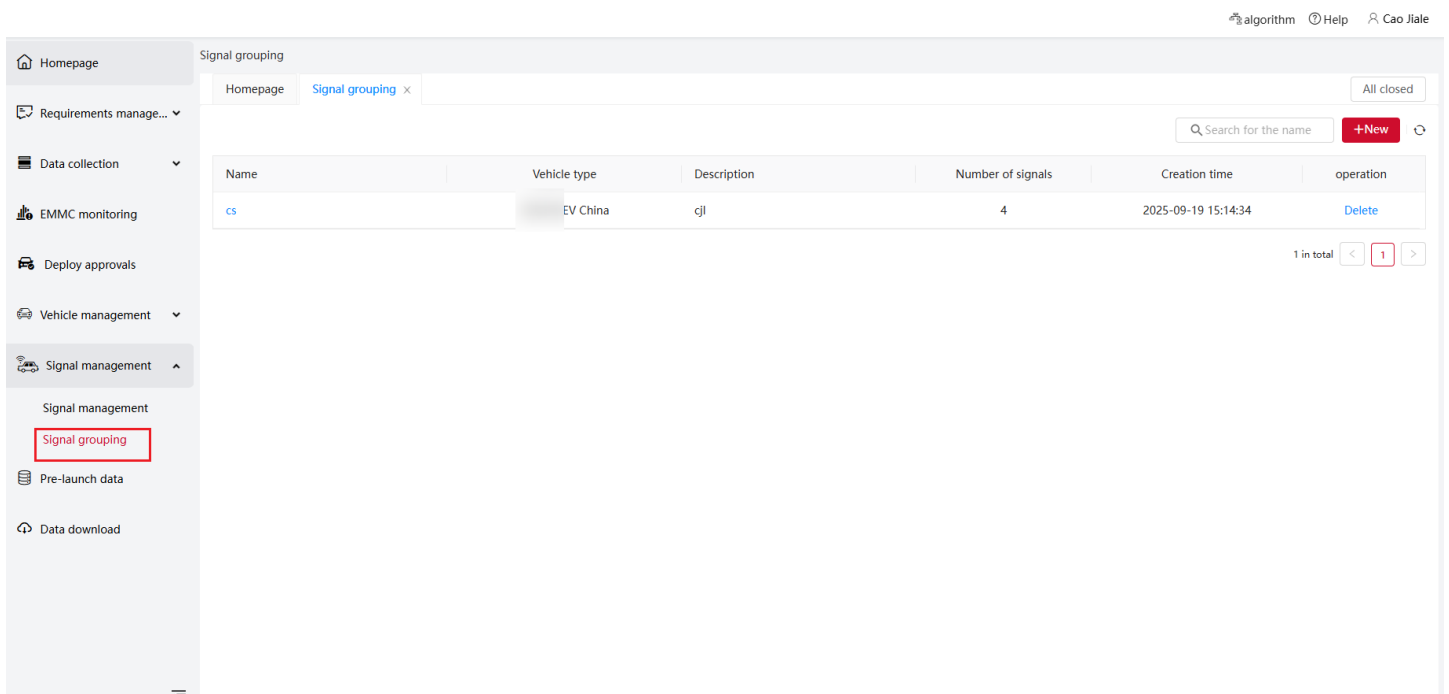 algorithm Help Cao Jiale
Homepage
Requirements manage...
Data collection
EMMC monitoring
Deploy approvals
Vehicle management
Signal management
Signal management
Signal grouping
Pre-launch data
Data download
Signal grouping
Homepage Signal grouping x All closed
Search for the name +New
Name Vehicle type Description Number of signals Creation time operation
cs EV China cjl 4 2025-09-19 15:14:34 Delete
1 in total < 1 >